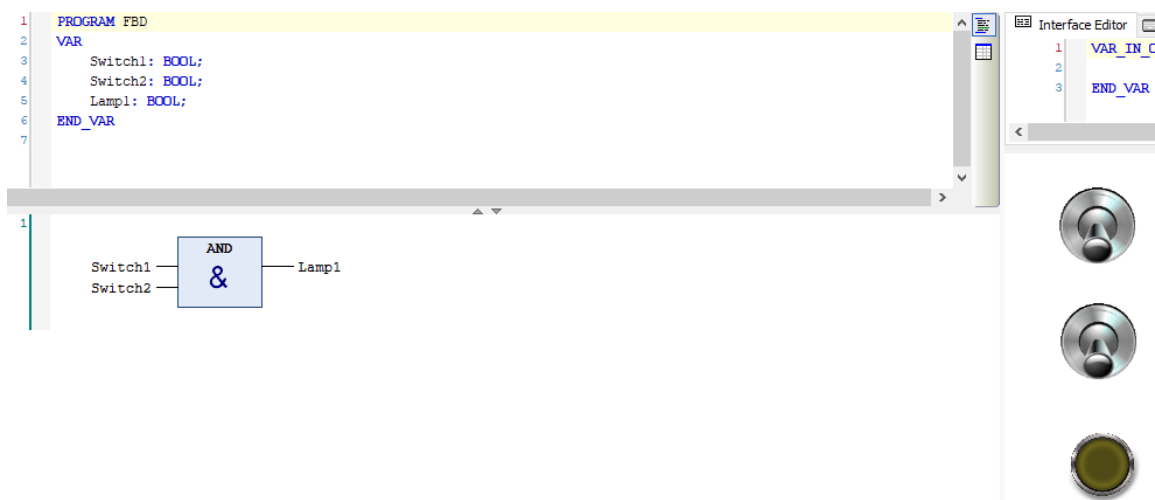 1 PROGRAM FBD
2 VAR
3 Switch1: BOOL;
4 Switch2: BOOL;
5 Lamp1: BOOL;
6 END_VAR
7
Interface Editor
1 VAR_IN_O
2
3 END_VAR
1
AND
&
Switch1
Lamp1
Switch2